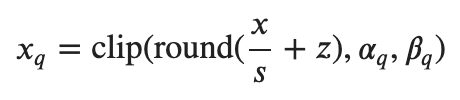 x_q = clip(round(x/s + z), α_q, β_q)